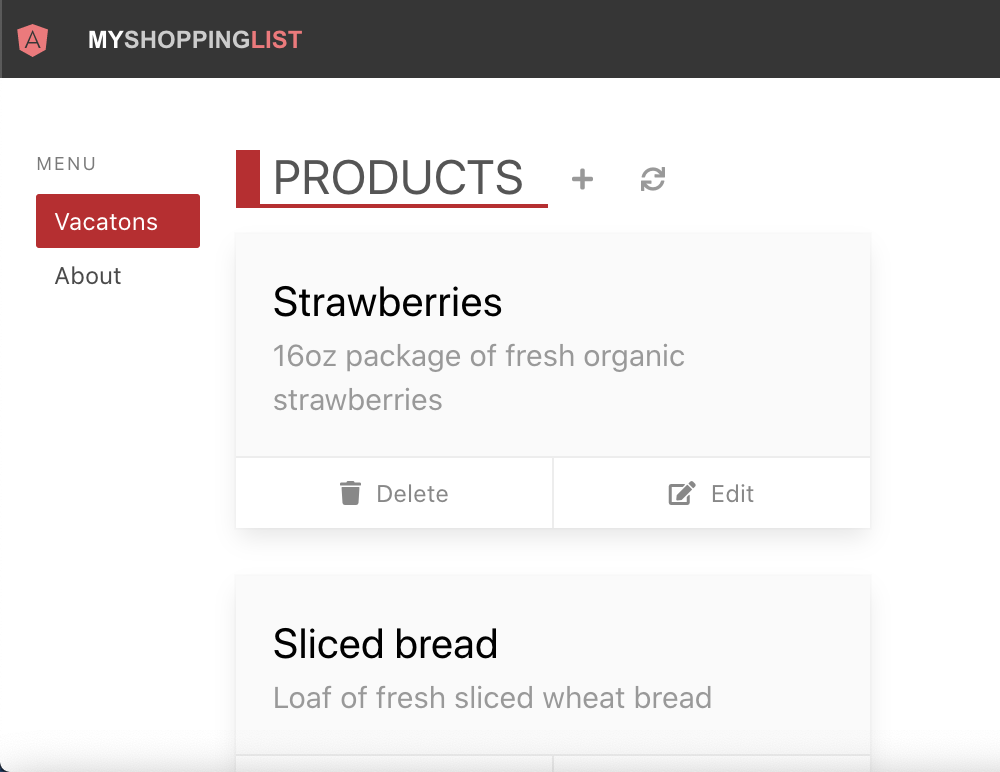 MYSHOPPINGLIST
MENU
Vacatons
About
PRODUCTS
Strawberries
16oz package of fresh organic
strawberries
Delete
Edit
Sliced bread
Loaf of fresh sliced wheat bread